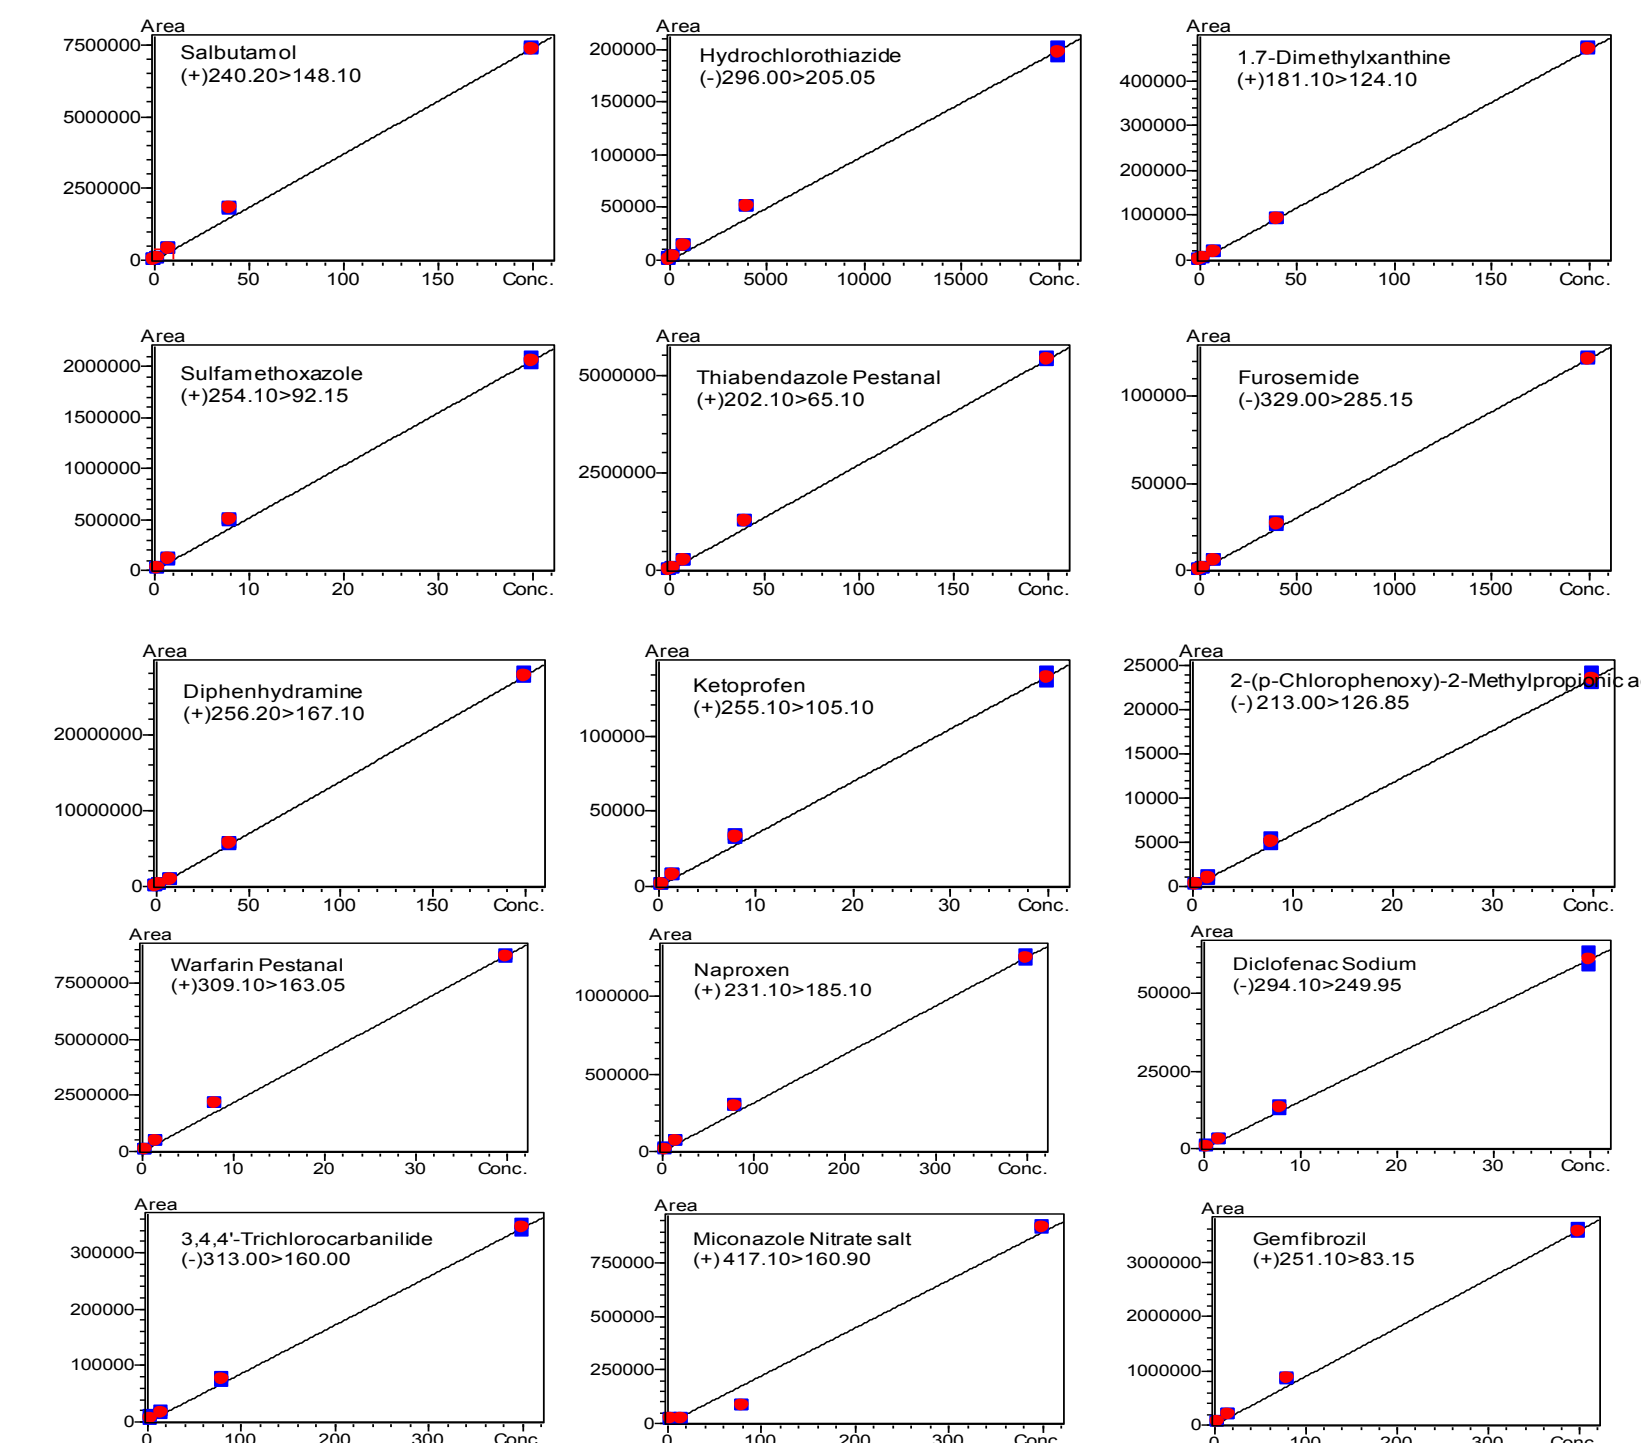 Area
7500000
5000000
2500000
0
Salbutamol
(+)240.20>148.10
0 50 100 150 Conc.
Area
200000
150000
100000
50000
0
Hydrochlorothiazide
(-)296.00>205.05
0 5000 10000 15000 Conc.
Area
400000
300000
200000
100000
0
1.7-Dimethylxanthine
(+)181.10>124.10
0 50 100 150 Conc.
Area
2000000
1500000
1000000
500000
0
Sulfamethoxazole
(+)254.10>92.15
0 10 20 30 Conc.
Area
5000000
2500000
0
Thiabendazole Pestanal
(+)202.10>65.10
0 50 100 150 Conc.
Area
100000
50000
0
Furosemide
(-)329.00>285.15
0 500 1000 1500 Conc.
Area
20000000
10000000
0
Diphenhydramine
(+)256.20>167.10
0 50 100 150 Conc.
Area
100000
50000
0
Ketoprofen
(+)255.10>105.10
0 10 20 30 Conc.
Area
25000
20000
15000
10000
5000
0
2-(p-Chlorophenoxy)-2-Methylpropionic a
(-) 213.00>126.85
0 10 20 30 Conc.
Area
7500000
5000000
2500000
0
Warfarin Pestanal
(+)309.10>163.05
0 10 20 30 Conc.
Area
1000000
500000
0
Naproxen
(+) 231.10>185.10
0 100 200 300 Conc.
Area
50000
25000
0
Diclofenac Sodium
(-)294.10>249.95
0 10 20 30 Conc.
Area
300000
200000
100000
0
3,4,4'-Trichlorocarbanilide
(-)313.00>160.00
0 100 200 300 Conc.
Area
750000
500000
250000
0
Miconazole Nitrate salt
(+) 417.10>160.90
0 100 200 300 Conc.
Area
3000000
2000000
1000000
0
Gemfibrozil
(+)251.10>83.15
0 100 200 300 Conc.